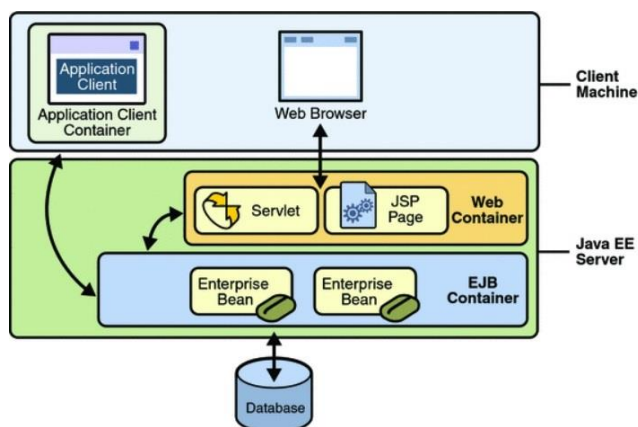 Application
Client
Application Client
Container
Web Browser
Client
Machine
Servlet
JSP
Page
Web
Container
Java EE
Server
Enterprise
Bean
Enterprise
Bean
EJB
Container
Database